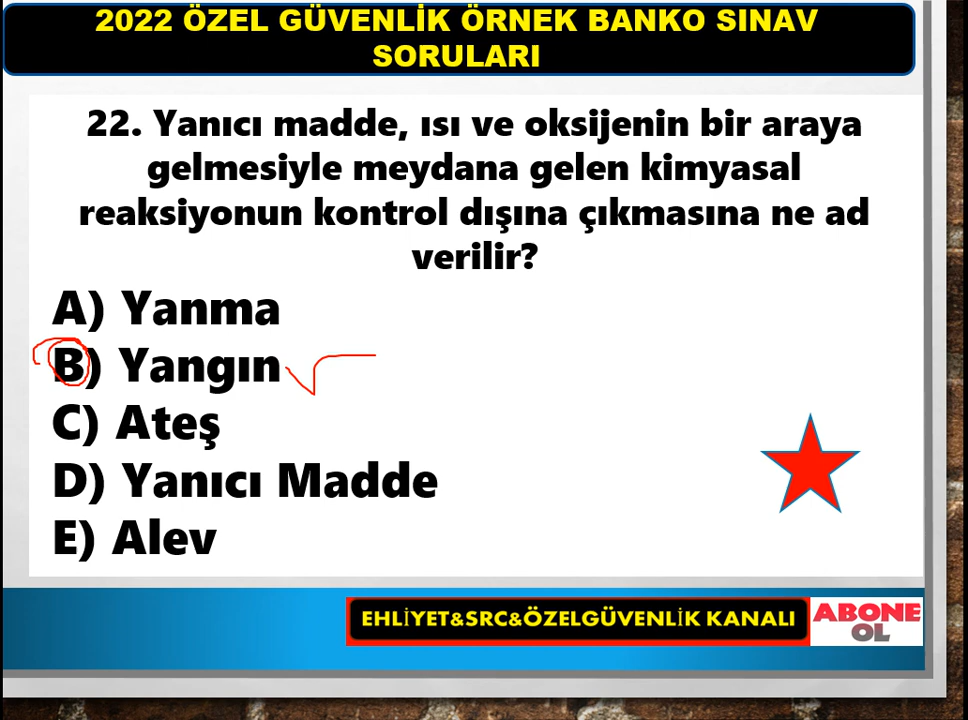 2022 ÖZEL GÜVENLİK ÖRNEK BANKO SINAV
SORULARI
22. Yanıcı madde, ısı ve oksijenin bir araya
gelmesiyle meydana gelen kimyasal
reaksiyonun kontrol dışına çıkmasına ne ad
verilir?
A) Yanma
B) Yangın
C) Ateş
D) Yanıcı Madde
E) Alev
EHLİYET&SRC&ÖZELGÜVENLİK KANALI
ABONE
OL